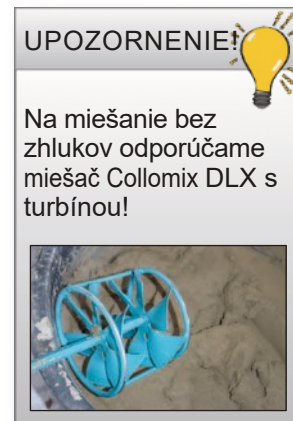 UPOZORNENIE!
Na miešanie bez
zhlukov odporúčame
miešač Collomix DLX s
turbínou!